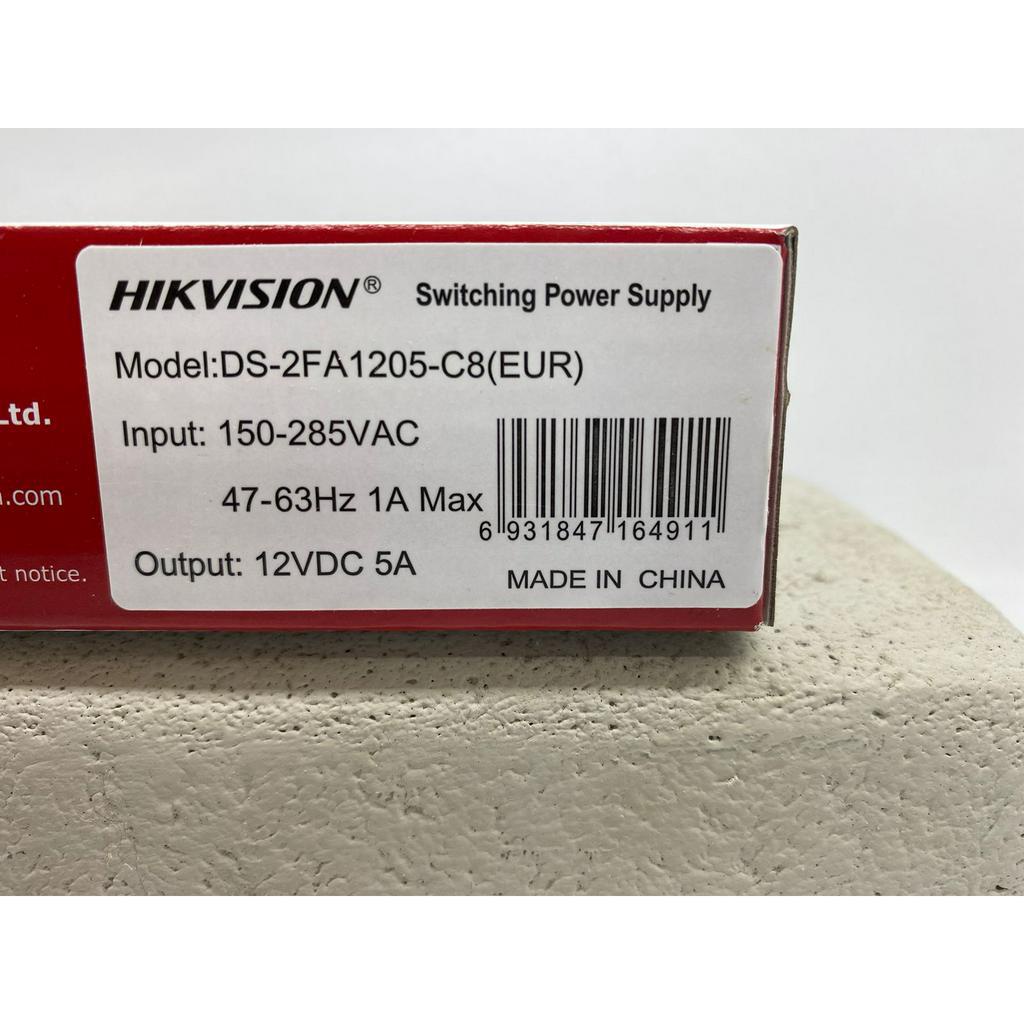 HIKVISION® Switching Power Supply
Model:DS-2FA1205-C8(EUR)
Ltd.
Input: 150-285VAC
.com
47-63Hz 1A Max
6 931847 164911
Output: 12VDC 5A
notice.
MADE IN CHINA